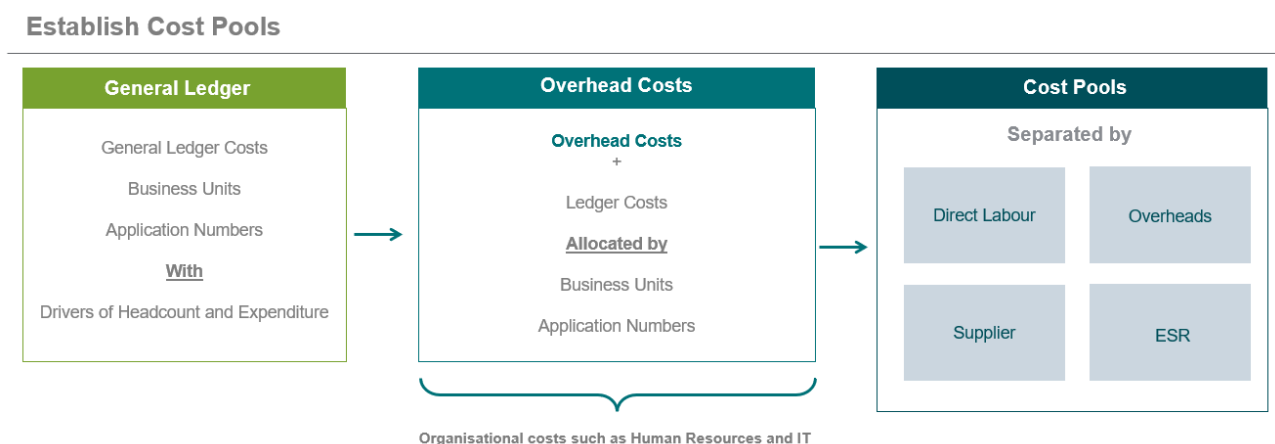 Establish Cost Pools
General Ledger
General Ledger Costs
Business Units
Application Numbers
With
Drivers of Headcount and Expenditure
Overhead Costs
Overhead Costs
+
Ledger Costs
Allocated by
Business Units
Application Numbers
Organisational costs such as Human Resources and IT
Cost Pools
Separated by
Direct Labour
Overheads
Supplier
ESR